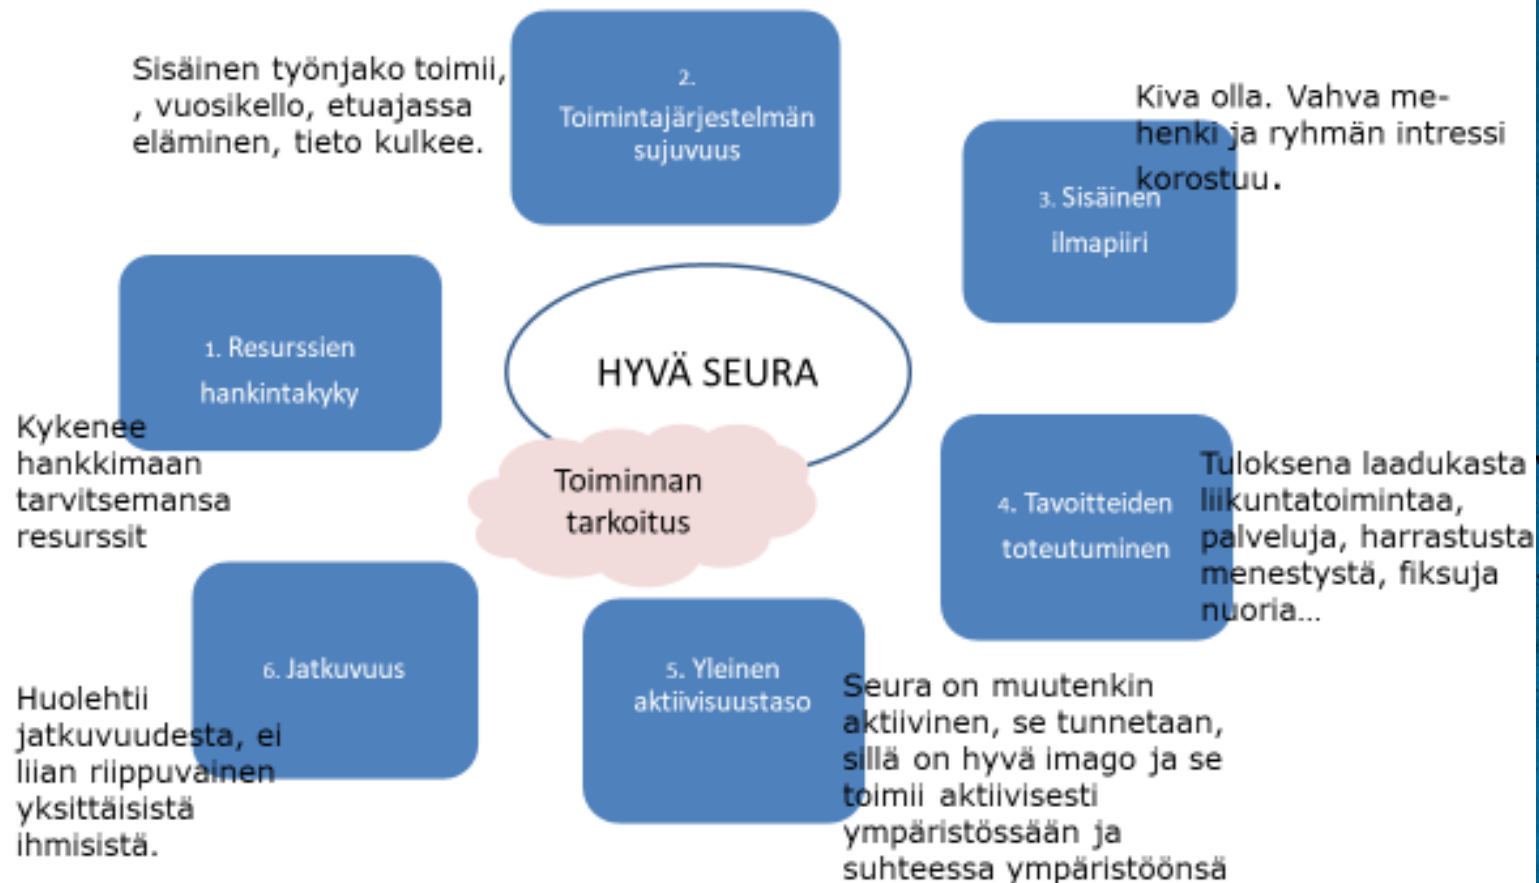 Sisäinen työnjako toimii,
, vuosikello, etuajassa
eläminen, tieto kulkee.
2.
Toimintajärjestelmän
sujuvuus
Kiva olla. Vahva me-
henki ja ryhmän intressi
korostuu.
3. Sisäinen
ilmapiiri
1. Resurssien
hankintakyky
Kykenee
hankkimaan
tarvitsemansa
resurssit
HYVÄ SEURA
Toiminnan
tarkoitus
4. Tavoitteiden
toteutuminen
Tuloksena laadukasta
liikuntatoimintaa,
palveluja, harrastusta
menestystä, fiksuja
nuoria...
6. Jatkuvuus
Huolehtii
jatkuvuudesta, ei
liian riippuvainen
yksittäisistä
ihmisistä.
5. Yleinen
aktiivisuustaso
Seura on muutenkin
aktiivinen, se tunnetaan,
sillä on hyvä imago ja se
toimii aktiivisesti
ympäristössään ja
suhteessa ympäristöönsä